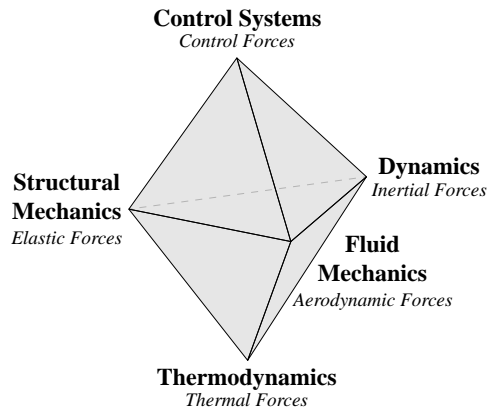 Control Systems
Control Forces
Dynamics
Inertial Forces
Structural
Mechanics
Elastic Forces
Fluid
Mechanics
Aerodynamic Forces
Thermodynamics
Thermal Forces